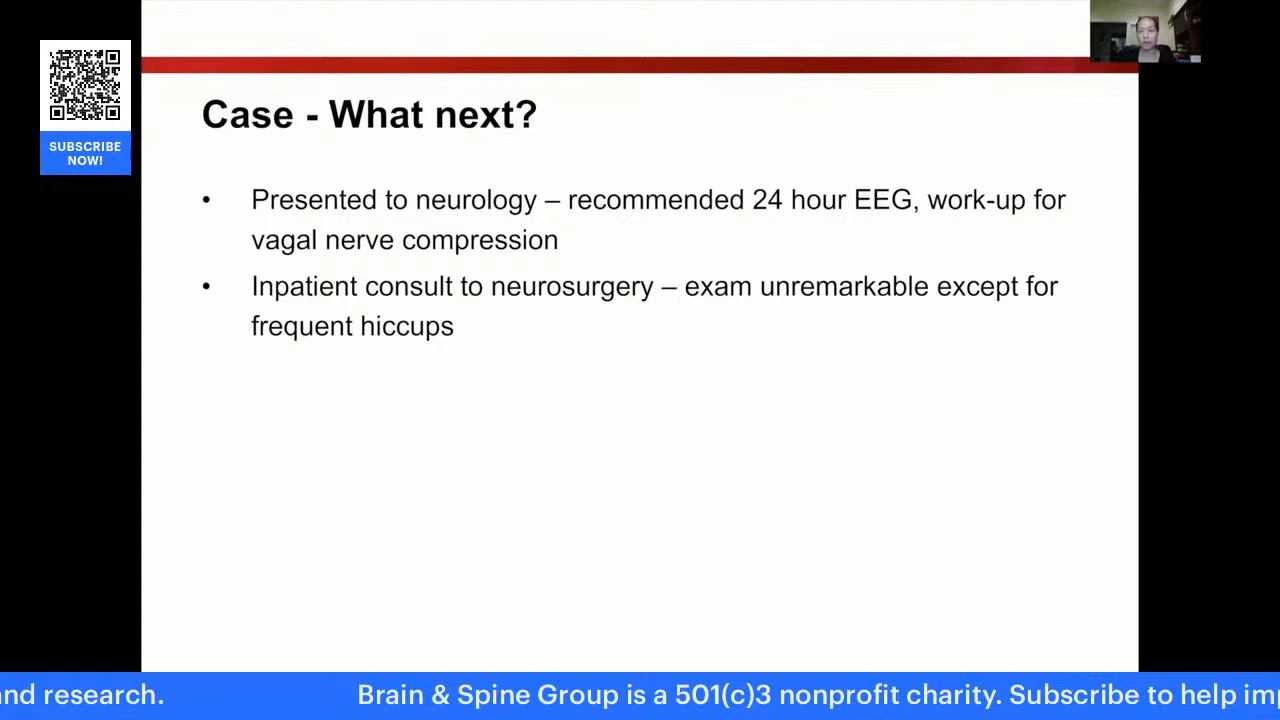 SUBSCRIBE
NOW!
Case - What next?
• Presented to neurology – recommended 24 hour EEG, work-up for
vagal nerve compression
• Inpatient consult to neurosurgery – exam unremarkable except for
frequent hiccups
and research. Brain & Spine Group is a 501(c)3 nonprofit charity. Subscribe to help imp